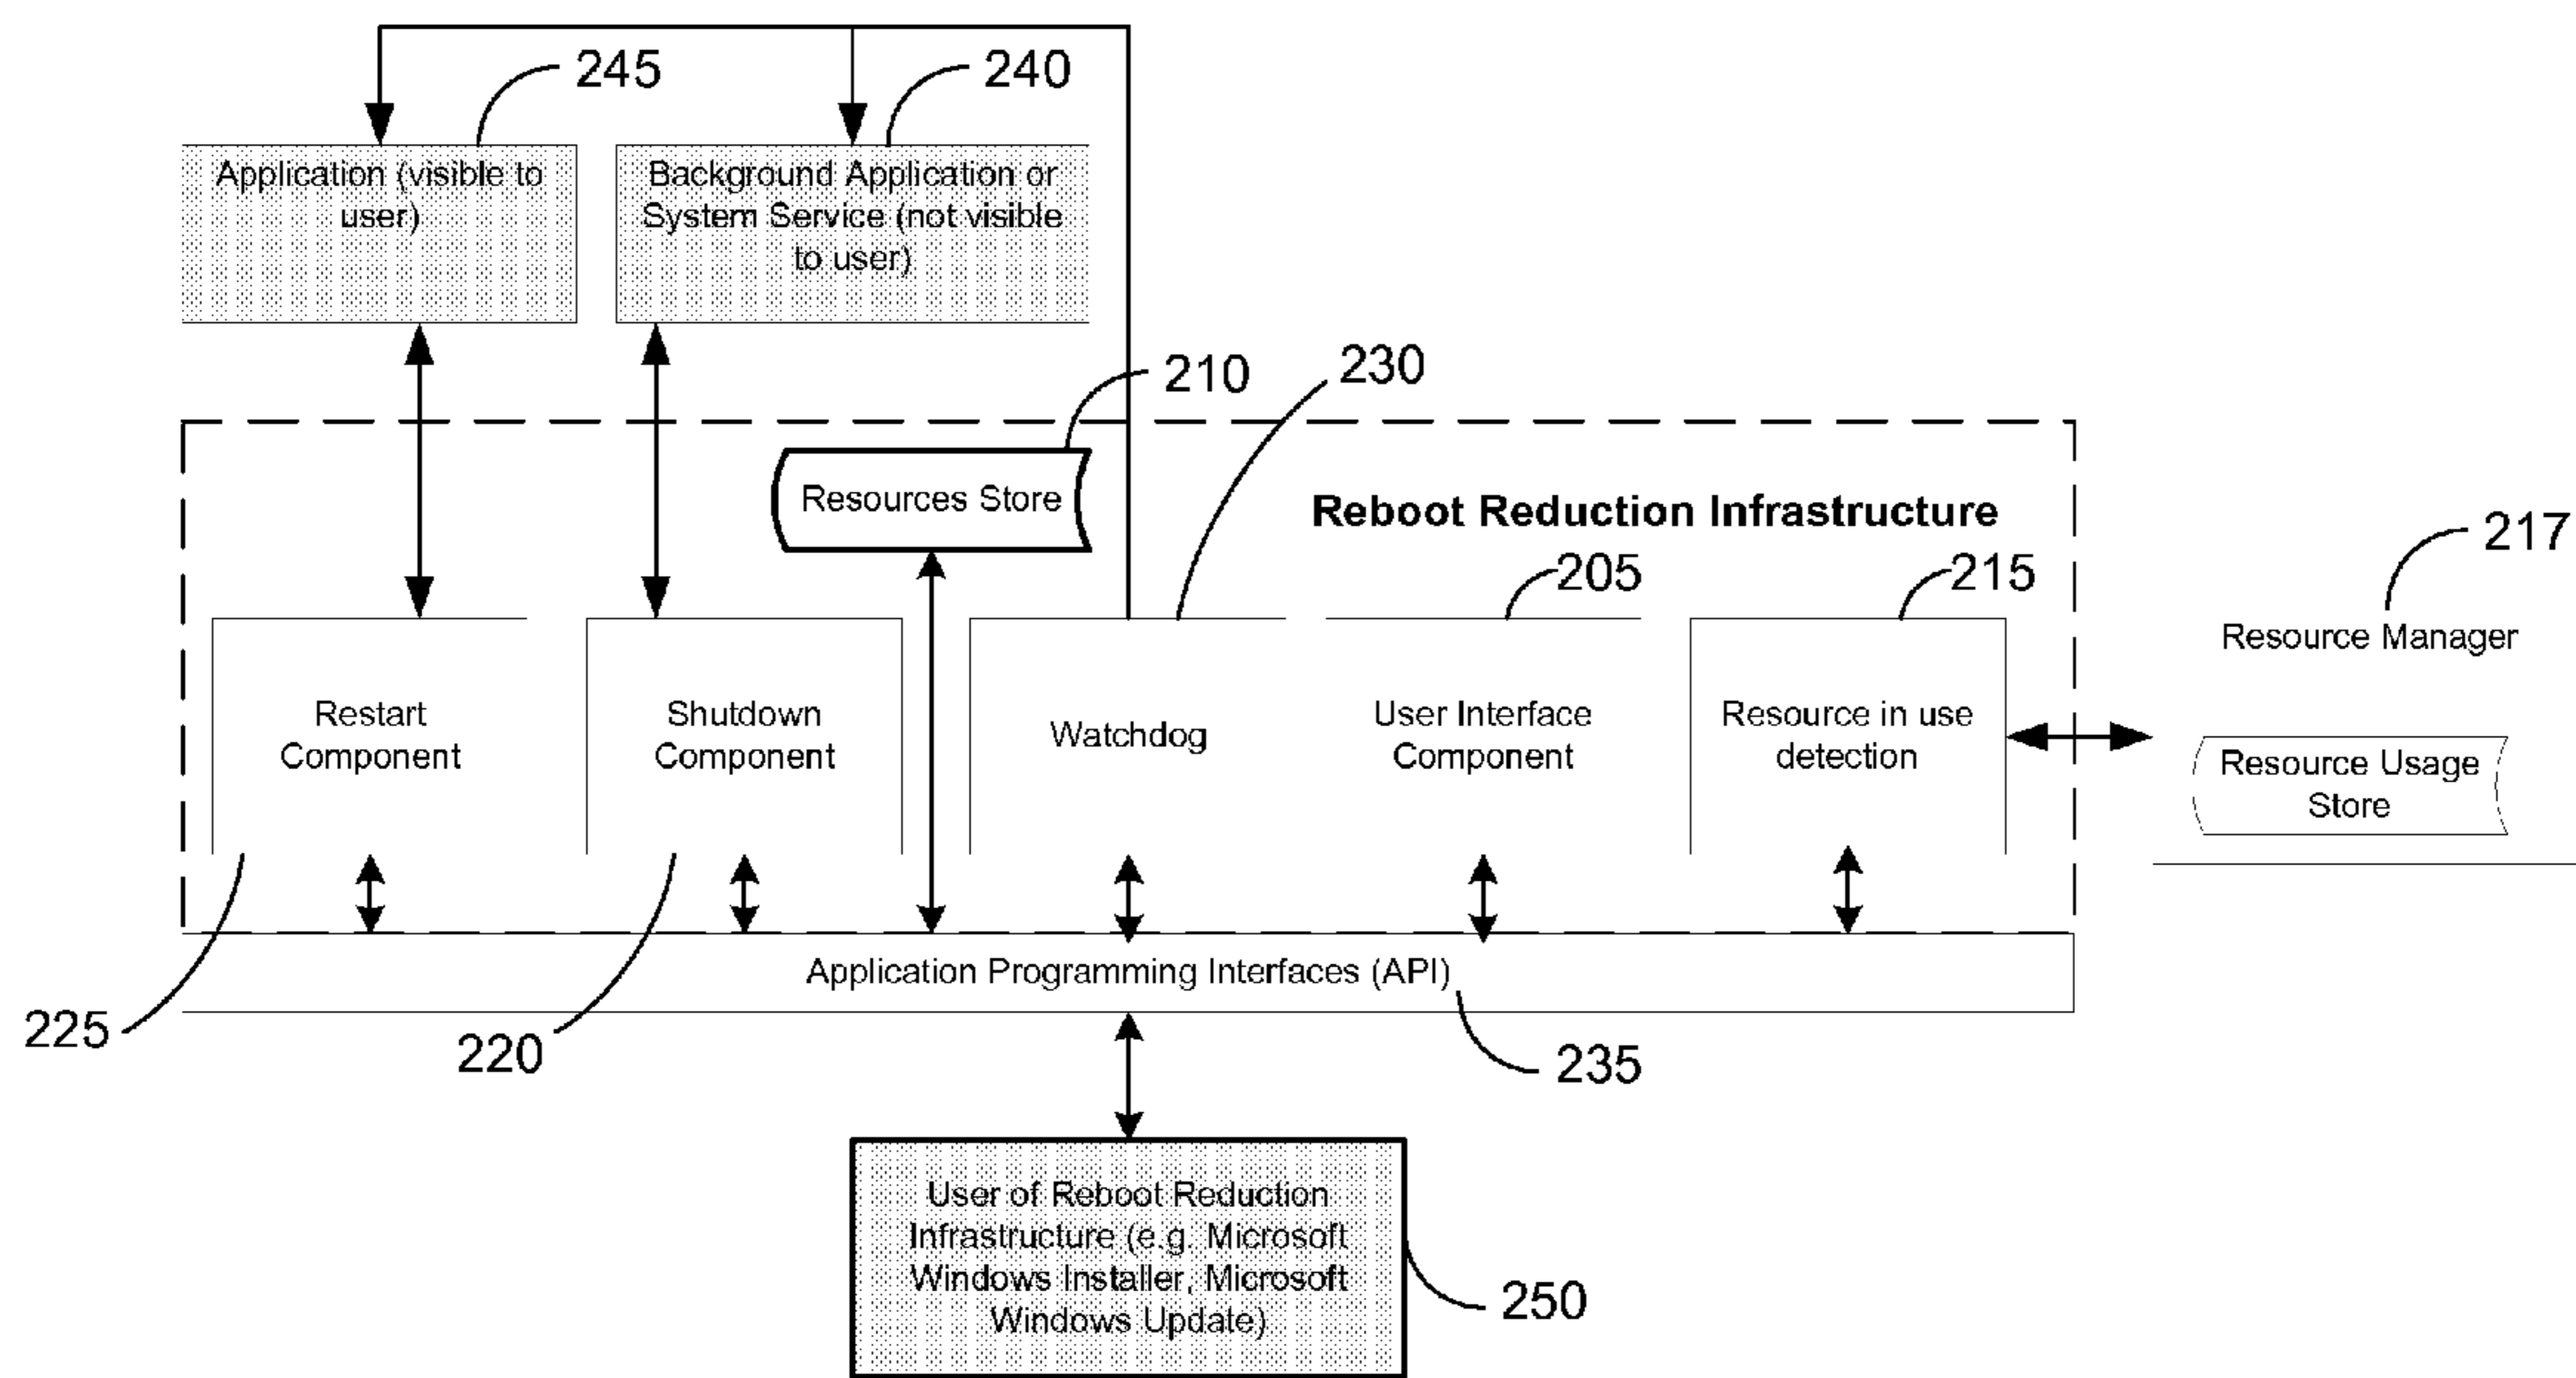 245
240
Application (visible to
user)
Background Application or
System Service (not visible
to user)
210
230
Resources Store
Reboot Reduction Infrastructure
217
205
215
Resource Manager
Restart
Component
Shutdown
Component
Watchdog
User Interface
Component
Resource in use
detection
Resource Usage
Store
Application Programming Interfaces (API)
225
220
235
User of Reboot Reduction
Infrastructure (e.g. Microsoft
Windows Installer, Microsoft
Windows Update)
250